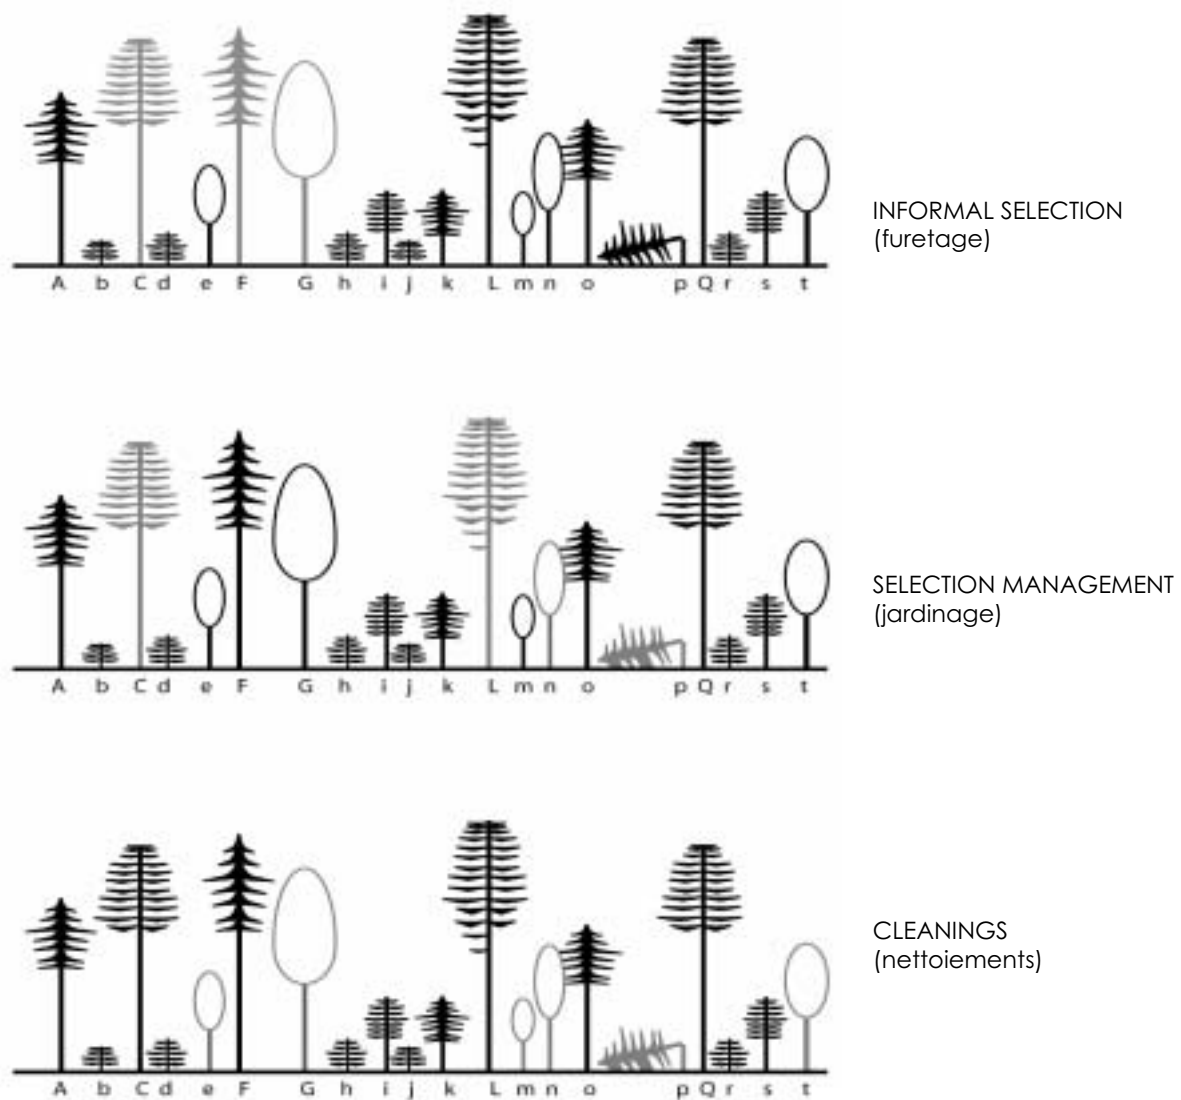 INFORMAL SELECTION
(furetage)
A b C d e F G h i j k L m n o p Q r s t
SELECTION MANAGEMENT
(jardinage)
A b C d e F G h i j k L m n o p Q r s t
CLEANINGS
(nettoiements)
A b C d e F G h i j k L m n o p Q r s t